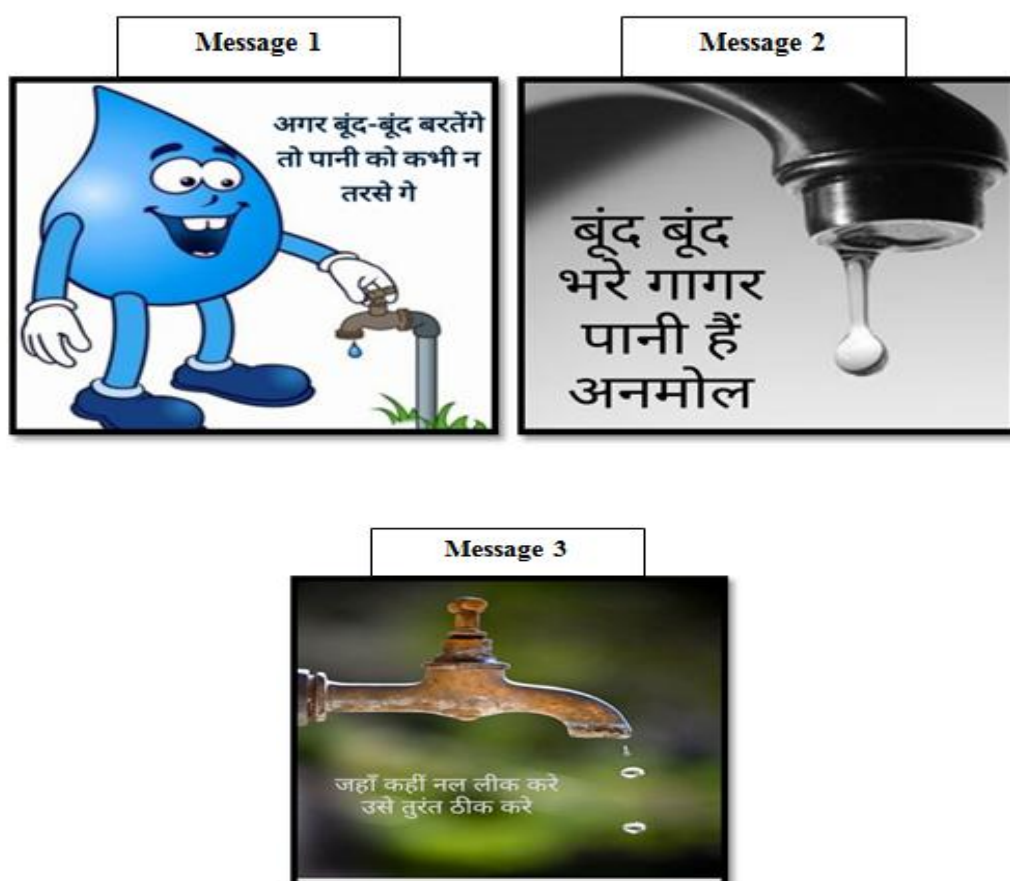 Message 1
अगर बूंद-बूंद बरतेंगे
तो पानी को कभी न
तरसे गे
Message 2
बूंद बूंद
भरे गागर
पानी हैं
अनमोल
Message 3
जहाँ कहीं नल लीक करे
उसे तुरंत ठीक करे